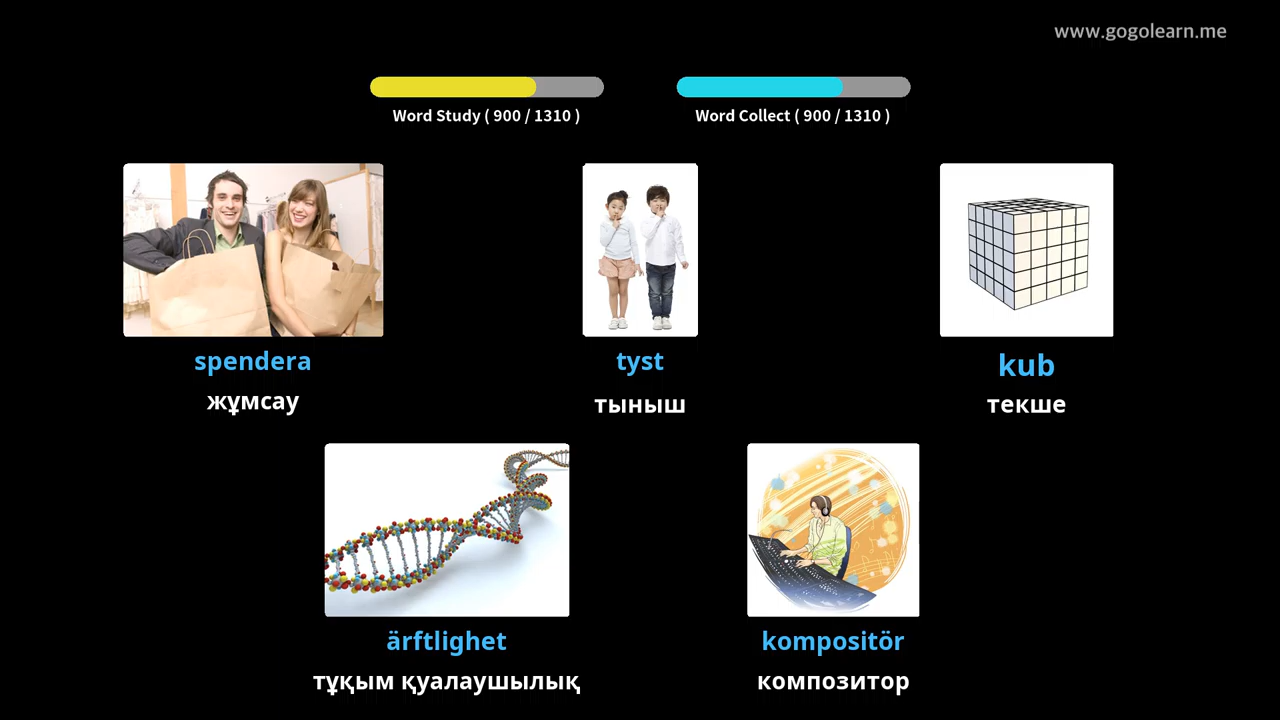 www.gogolearn.me
Word Study ( 900 / 1310 )
Word Collect ( 900 / 1310 )
spendera
жұмсау
tyst
тыныш
kub
текше
ärftlighet
тұқым қуалаушылық
kompositör
композитор